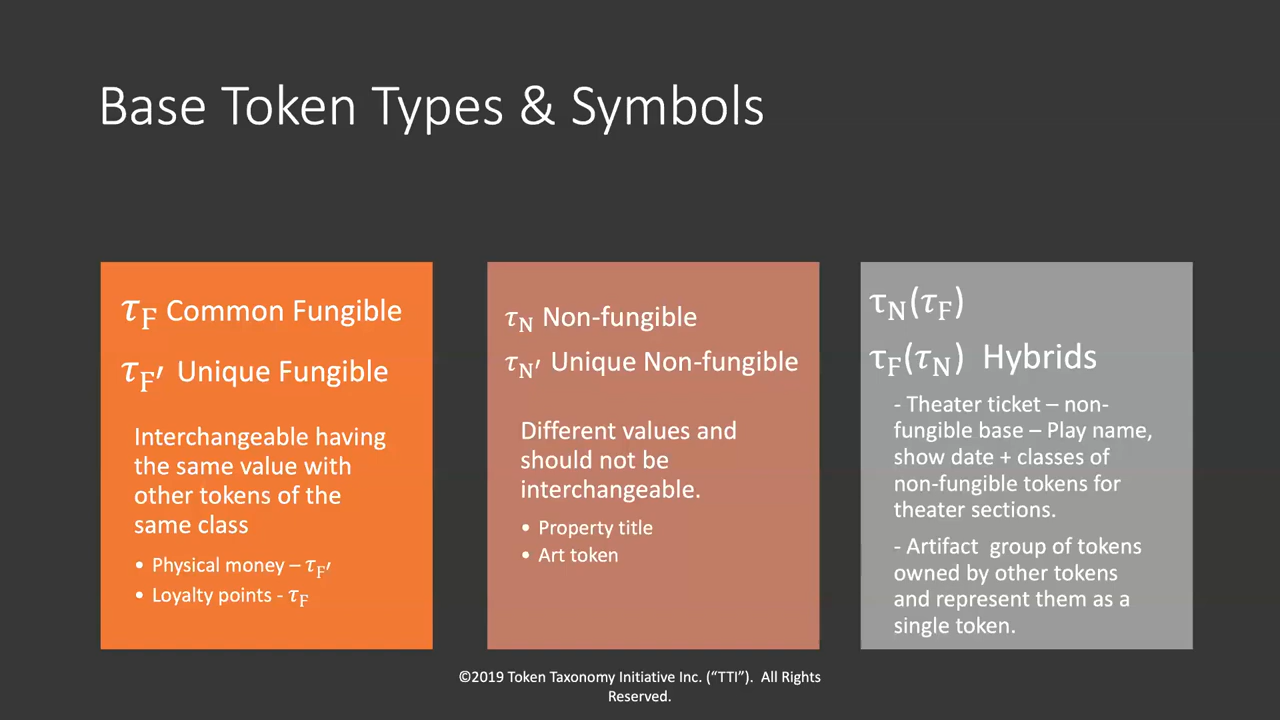 Base Token Types & Symbols
τF Common Fungible
τF′ Unique Fungible
Interchangeable having
the same value with
other tokens of the
same class
• Physical money – τF′
• Loyalty points - τF
τN Non-fungible
τN′ Unique Non-fungible
Different values and
should not be
interchangeable.
• Property title
• Art token
τN(τF)
τF(τN) Hybrids
- Theater ticket – non-
fungible base – Play name,
show date + classes of
non-fungible tokens for
theater sections.
- Artifact group of tokens
owned by other tokens
and represent them as a
single token.
©2019 Token Taxonomy Initiative Inc. (“TTI”). All Rights
Reserved.